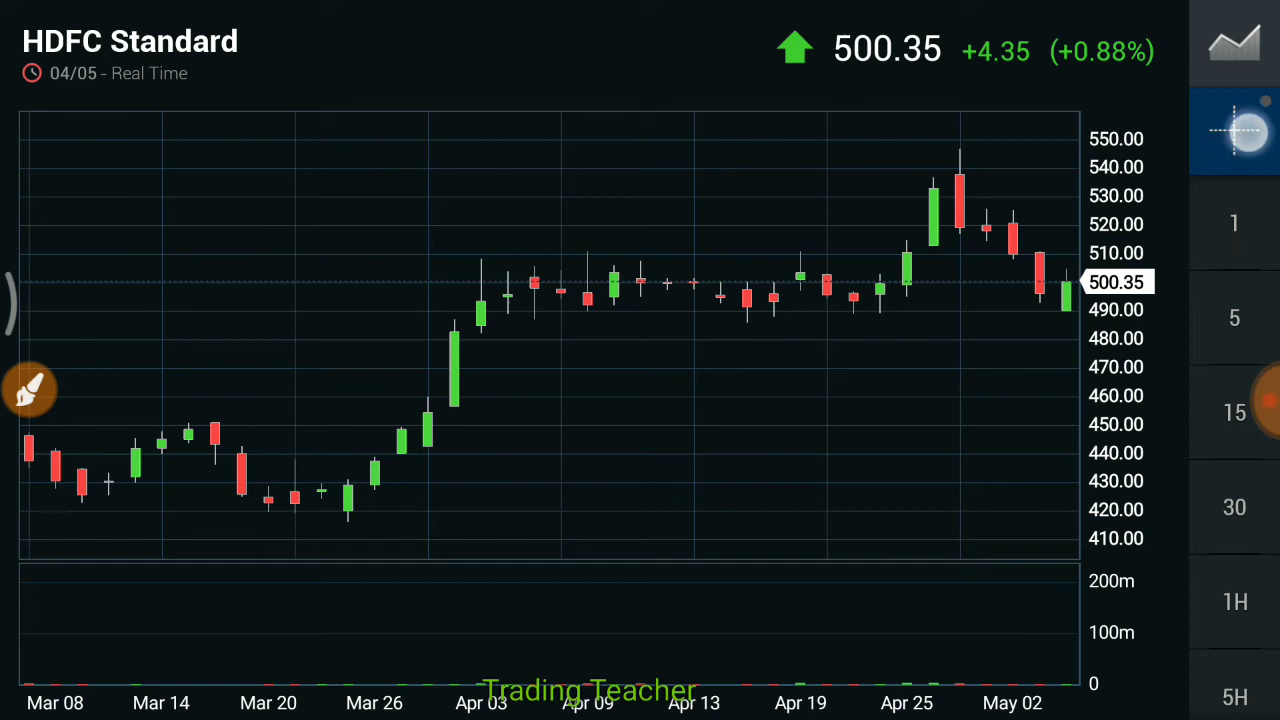 HDFC Standard
04/05 - Real Time
500.35 +4.35 (+0.88%)
550.00
540.00
530.00
520.00
510.00
500.35
490.00
480.00
470.00
460.00
450.00
440.00
430.00
420.00
410.00
200m
100m
0
Mar 08 Mar 14 Mar 20 Mar 26 Apr 03 Apr 09 Apr 13 Apr 19 Apr 25 May 02
Trading Teacher
1
5
15
30
1H
5H